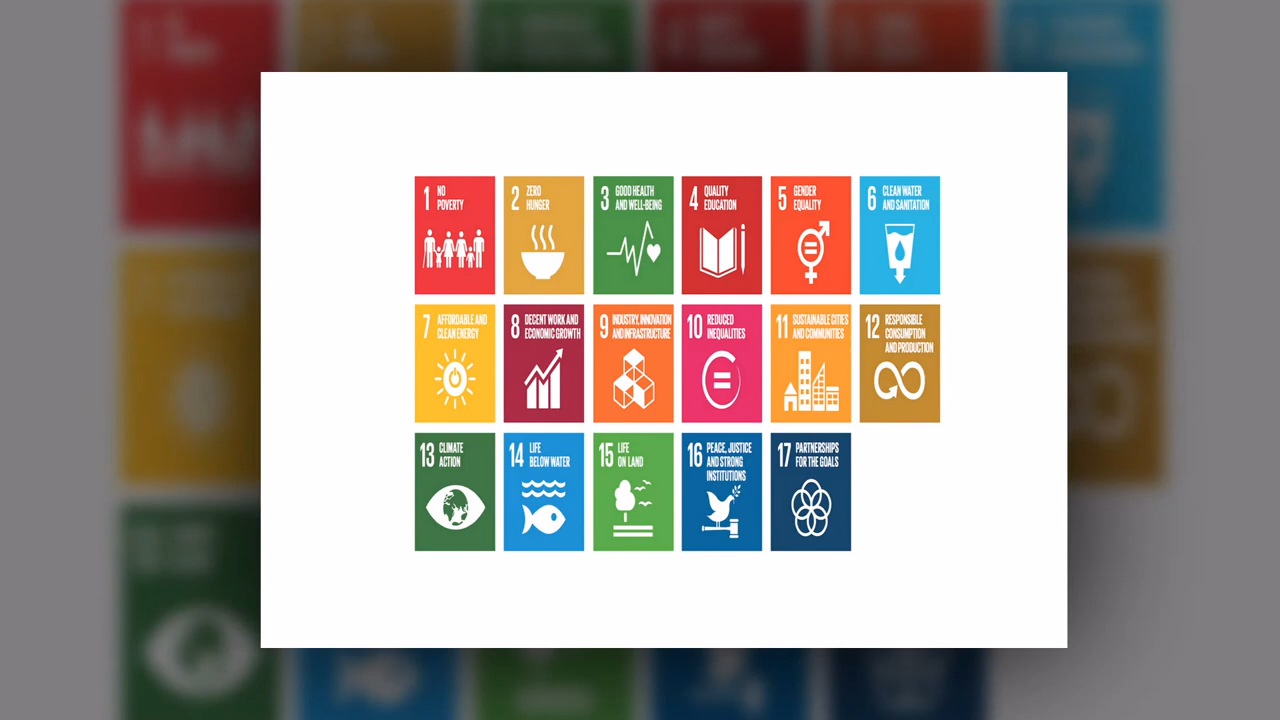 1 NO
POVERTY
2 ZERO
HUNGER
3 GOOD HEALTH
AND WELL-BEING
4 QUALITY
EDUCATION
5 GENDER
EQUALITY
6 CLEAN WATER
AND SANITATION
7 AFFORDABLE AND
CLEAN ENERGY
8 DECENT WORK AND
ECONOMIC GROWTH
9 INDUSTRY, INNOVATION
AND INFRASTRUCTURE
10 REDUCED
INEQUALITIES
11 SUSTAINABLE CITIES
AND COMMUNITIES
12 RESPONSIBLE
CONSUMPTION
AND PRODUCTION
13 CLIMATE
ACTION
14 LIFE
BELOW WATER
15 LIFE
ON LAND
16 PEACE, JUSTICE
AND STRONG
INSTITUTIONS
17 PARTNERSHIPS
FOR THE GOALS